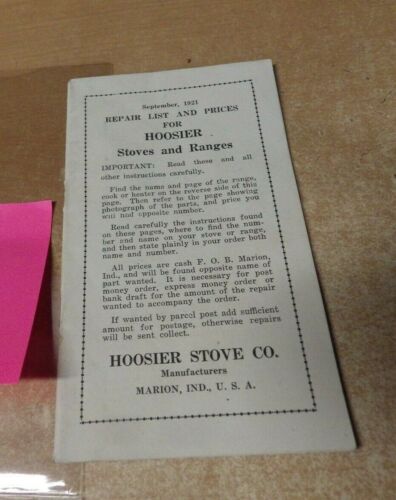 September, 1921
REPAIR LIST AND PRICES
FOR
HOOSIER
Stoves and Ranges
IMPORTANT: Read these and all
other instructions carefully.
Find the name and page of the range,
cook or heater on the reverse side of this
page. Then refer to the page showing
photograph of the parts, and price you
will find opposite number.
Read carefully the instructions found
on these pages, where to find the num-
ber and name on your stove or range,
and then state plainly in your order both
name and number.
All prices are cash F. O. B. Marion,
Ind., and will be found opposite name of
part wanted. It is necessary for post
money order, express money order or
bank draft for the amount of the repair
wanted to accompany the order.
If wanted by parcel post add sufficient
amount for postage, otherwise repairs
will be sent collect.
HOOSIER STOVE CO.
Manufacturers
MARION, IND., U. S. A.